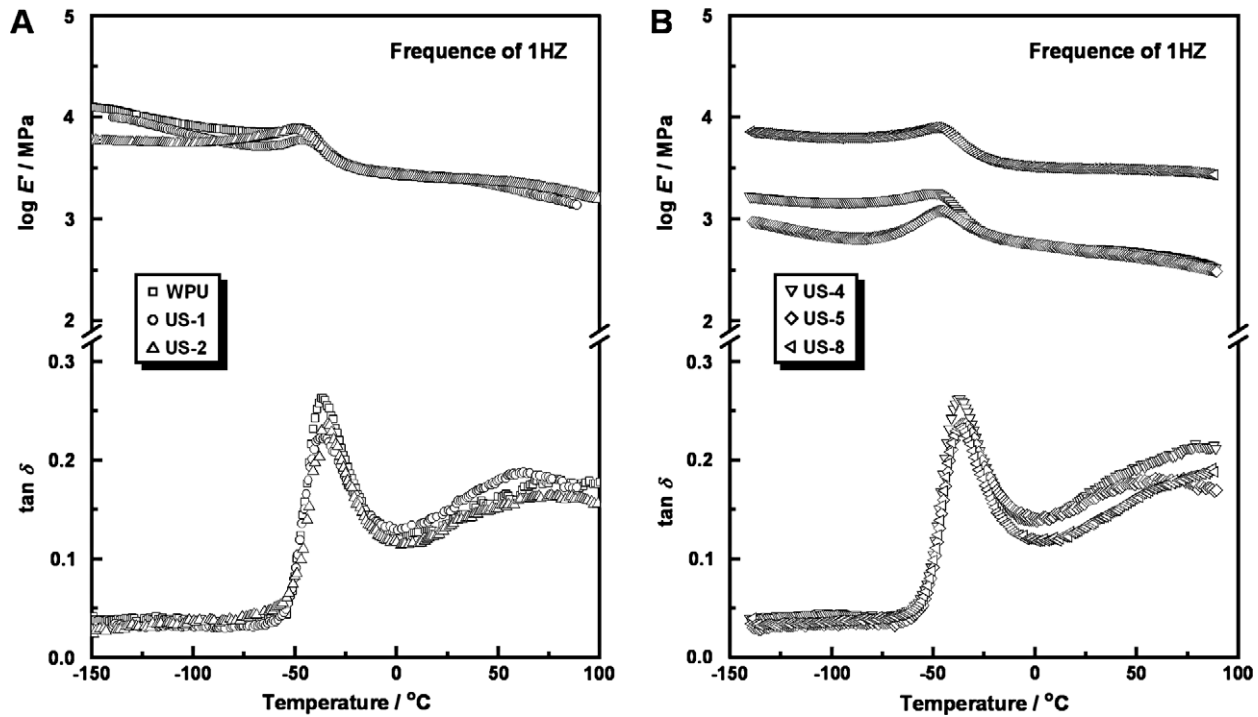 A
Frequence of 1HZ
log E' / MPa
5
4
3
2
WPU
US-1
US-2
tan δ
0.3
0.2
0.1
0.0
-150 -100 -50 0 50 100
Temperature / °C
B
Frequence of 1HZ
log E' / MPa
5
4
3
2
US-4
US-5
US-8
tan δ
0.3
0.2
0.1
0.0
-150 -100 -50 0 50 100
Temperature / °C